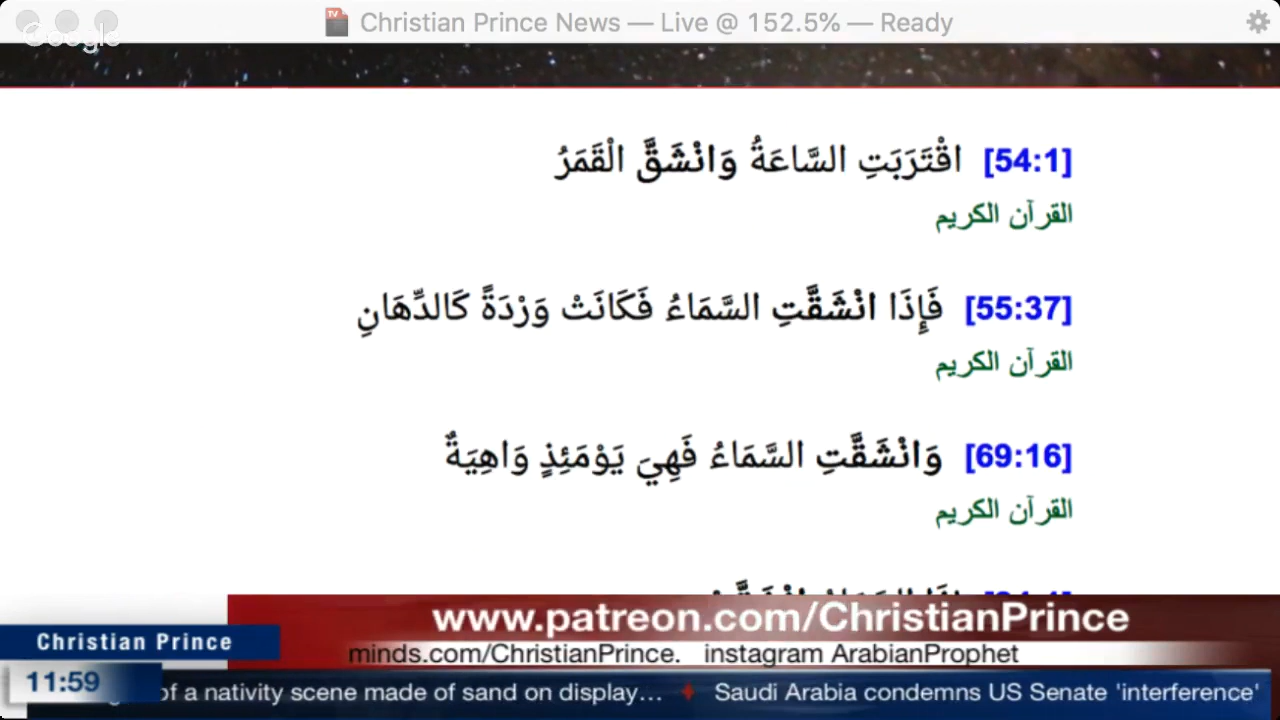 Christian Prince News — Live @ 152.5% — Ready
Google
[54:1] اقْتَرَبَتِ السَّاعَةُ وَانْشَقَّ الْقَمَرُ
القرآن الكريم
[55:37] فَإِذَا انْشَقَّتِ السَّمَاءُ فَكَانَتْ وَرْدَةً كَالدِّهَانِ
القرآن الكريم
[69:16] وَانْشَقَّتِ السَّمَاءُ فَهِيَ يَوْمَئِذٍ وَاهِيَةٌ
القرآن الكريم
www.patreon.com/ChristianPrince
Christian Prince
minds.com/ChristianPrince. instagram ArabianProphet
11:59
of a nativity scene made of sand on display... Saudi Arabia condemns US Senate 'interference'